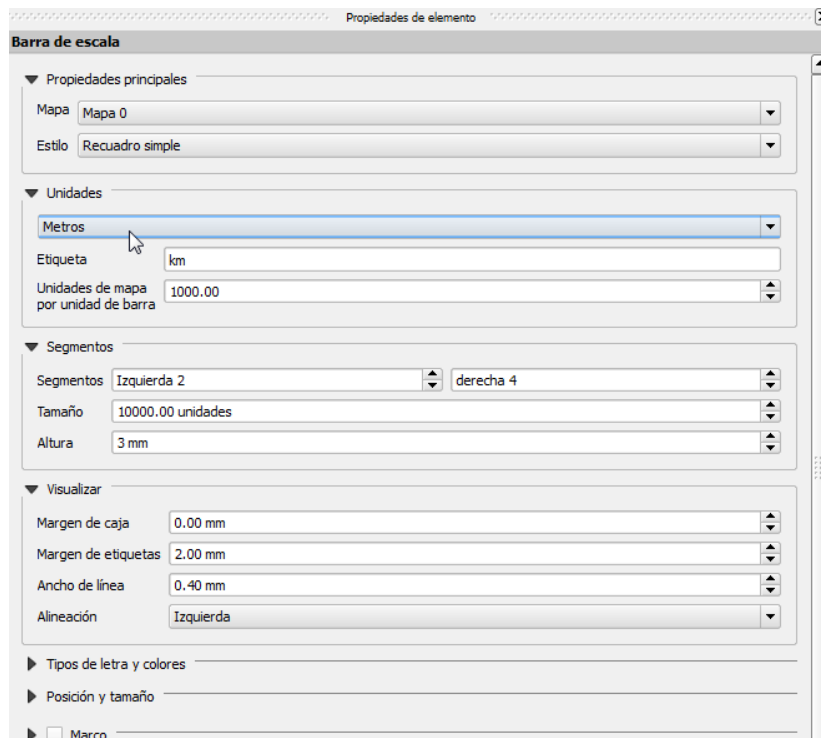 Propiedades de elemento
Barra de escala
Propiedades principales
Mapa Mapa 0
Estilo Recuadro simple
Unidades
Metros
Etiqueta km
Unidades de mapa
por unidad de barra 1000.00
Segmentos
Segmentos Izquierda 2 derecha 4
Tamaño 10000.00 unidades
Altura 3 mm
Visualizar
Margen de caja 0.00 mm
Margen de etiquetas 2.00 mm
Ancho de línea 0.40 mm
Alineación Izquierda
Tipos de letra y colores
Posición y tamaño
Marco